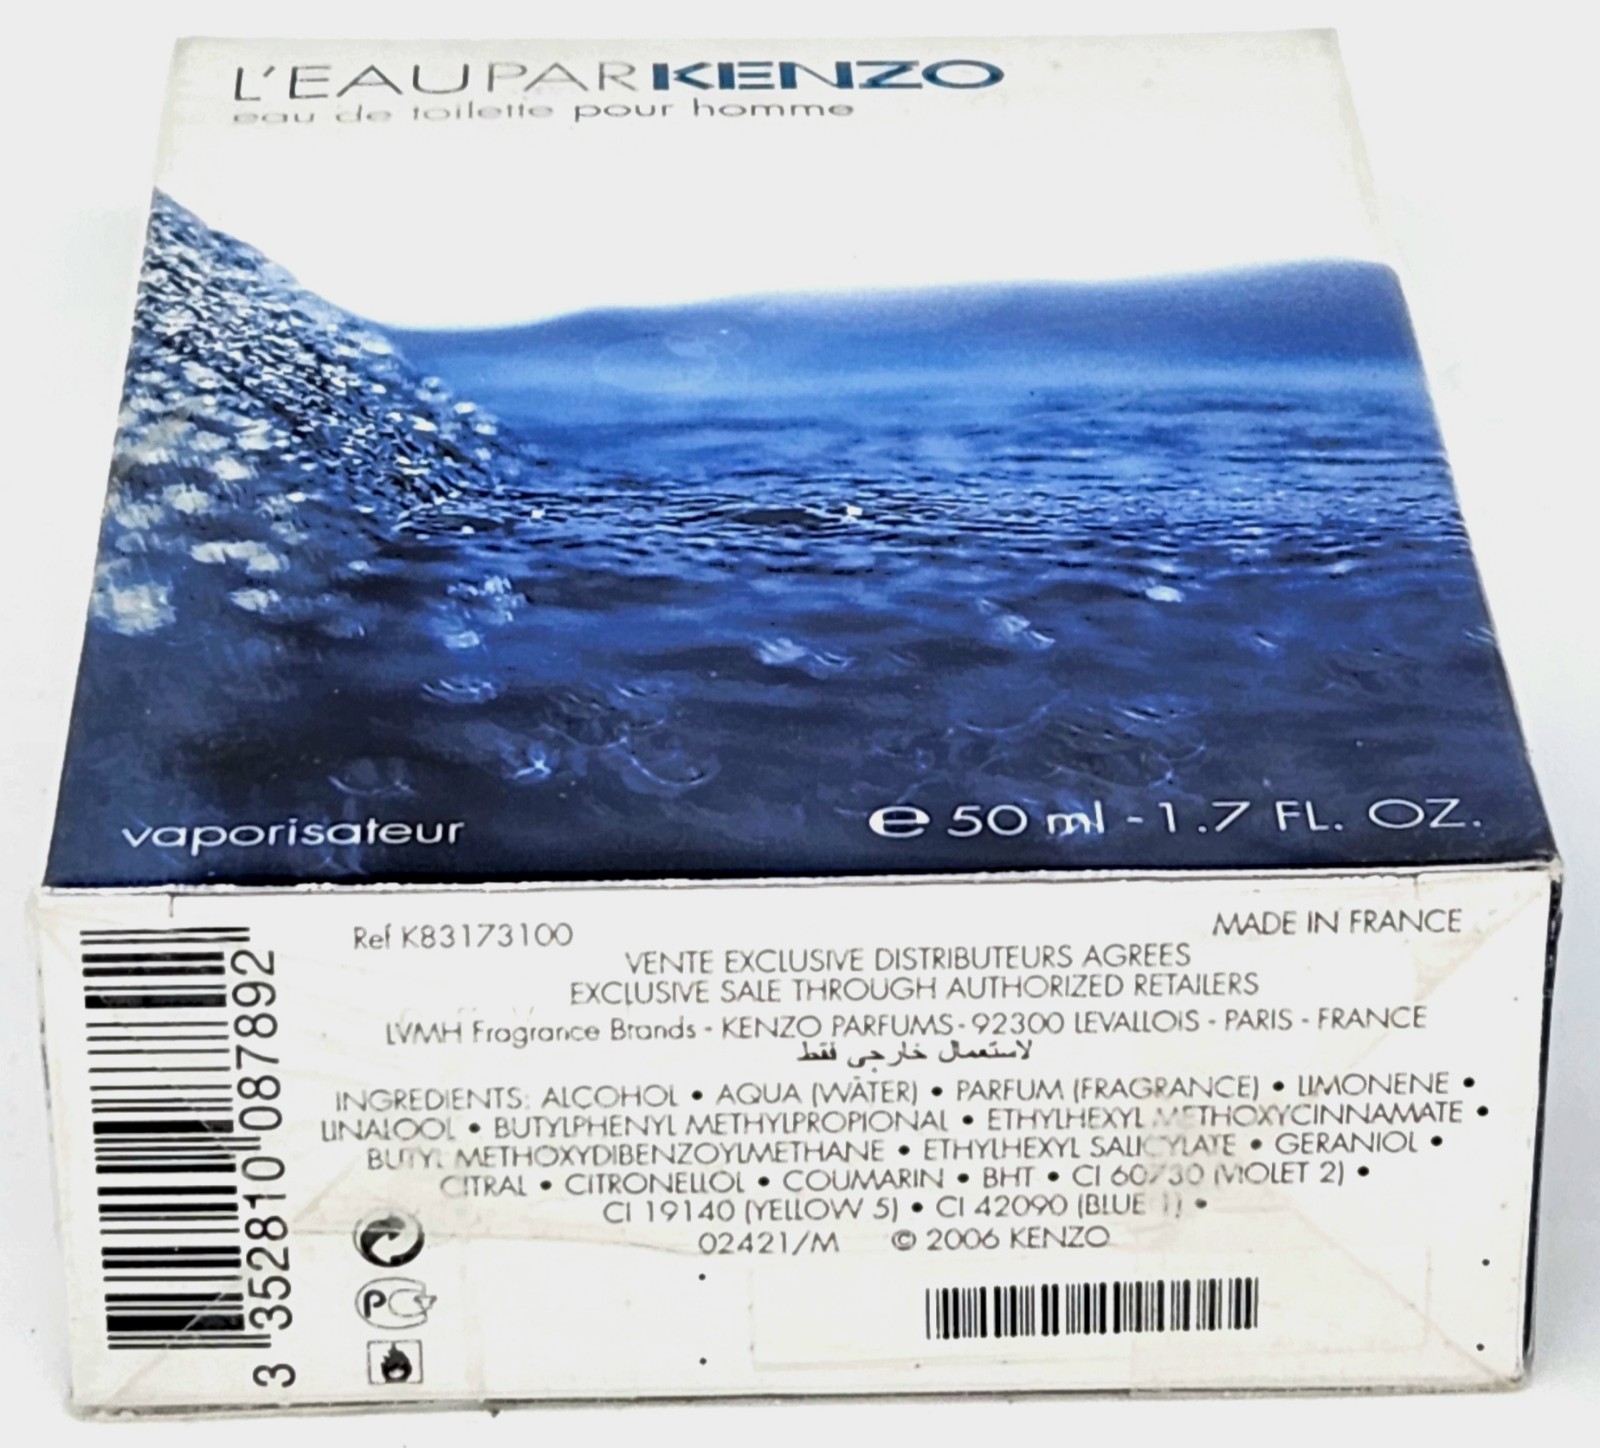 L'EAUPARKENZO
eau de toilette pour homme
vaporisateur
e 50 ml - 1.7 FL. OZ.
Ref K83173100
MADE IN FRANCE
VENTE EXCLUSIVE DISTRIBUTEURS AGREES
EXCLUSIVE SALE THROUGH AUTHORIZED RETAILERS
LVMH Fragrance Brands - KENZO PARFUMS - 92300 LEVALLOIS - PARIS - FRANCE
لاستعمال خارجي فقط
INGREDIENTS: ALCOHOL • AQUA (WATER) • PARFUM (FRAGRANCE) • LIMONENE •
LINALOOL • BUTYLPHENYL METHYLPROPIONAL • ETHYLHEXYL METHOXYCINNAMATE •
BUTYL METHOXYDIBENZOYLMETHANE • ETHYLHEXYL SALICYLATE • GERANIOL •
CITRAL • CITRONELLOL • COUMARIN • BHT • CI 60730 (VIOLET 2) •
CI 19140 (YELLOW 5) • CI 42090 (BLUE 1) •
02421/M © 2006 KENZO
3 352810 087892
PC